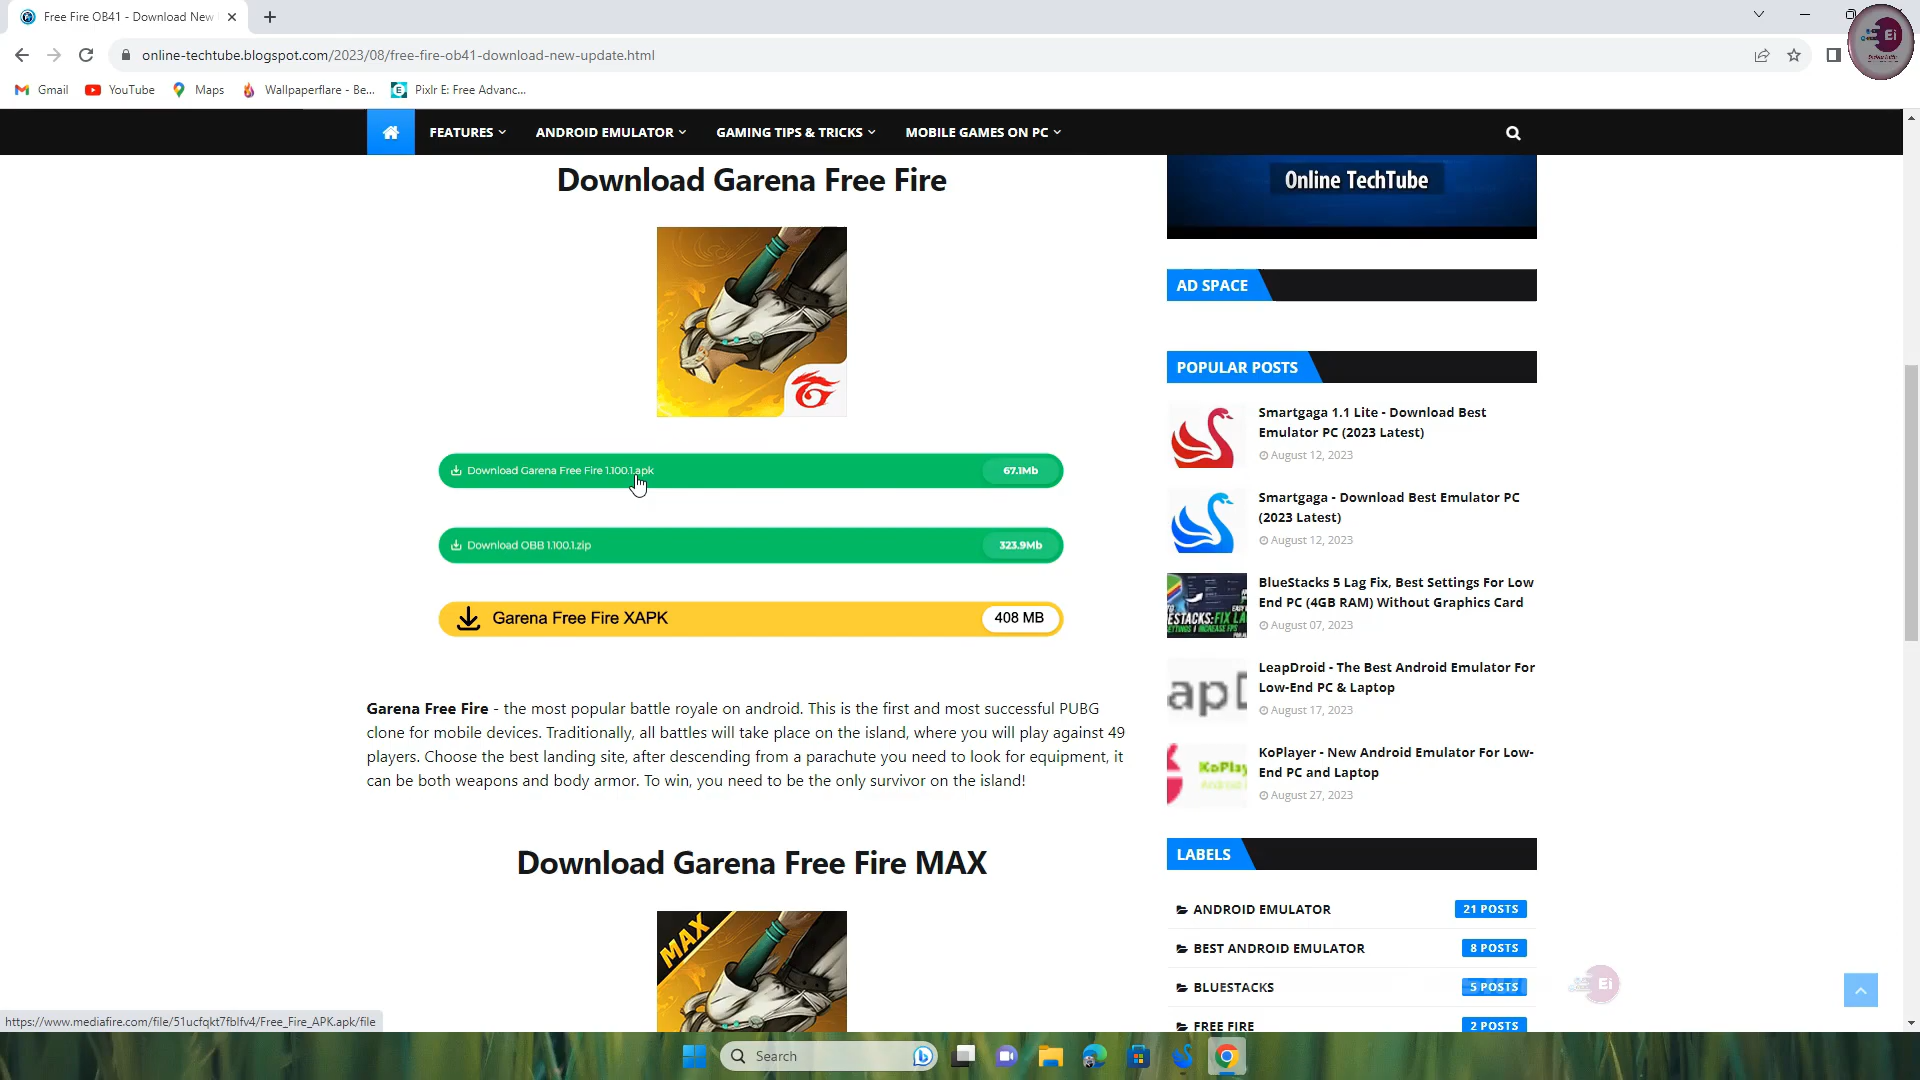 Free Fire OB41 - Download New
online-techtube.blogspot.com/2023/08/free-fire-ob41-download-new-update.html
Gmail
YouTube
Maps
Wallpaperflare - Be...
Pixlr E: Free Advanc...
FEATURES
ANDROID EMULATOR
GAMING TIPS & TRICKS
MOBILE GAMES ON PC
Download Garena Free Fire
Download Garena Free Fire 1.100.1.apk
67.1Mb
Download OBB 1.100.1.zip
323.9Mb
Garena Free Fire XAPK
408 MB
Garena Free Fire - the most popular battle royale on android. This is the first and most successful PUBG
clone for mobile devices. Traditionally, all battles will take place on the island, where you will play against 49
players. Choose the best landing site, after descending from a parachute you need to look for equipment, it
can be both weapons and body armor. To win, you need to be the only survivor on the island!
Download Garena Free Fire MAX
MAX
Online TechTube
AD SPACE
POPULAR POSTS
Smartgaga 1.1 Lite - Download Best
Emulator PC (2023 Latest)
August 12, 2023
Smartgaga - Download Best Emulator PC
(2023 Latest)
August 12, 2023
BlueStacks 5 Lag Fix, Best Settings For Low
End PC (4GB RAM) Without Graphics Card
August 07, 2023
LeapDroid - The Best Android Emulator For
Low-End PC & Laptop
August 17, 2023
KoPlayer - New Android Emulator For Low-
End PC and Laptop
August 27, 2023
LABELS
ANDROID EMULATOR
21 POSTS
BEST ANDROID EMULATOR
8 POSTS
BLUESTACKS
5 POSTS
FREE FIRE
2 POSTS
https://www.mediafire.com/file/51ucfqkt7fblfv4/Free_Fire_APK.apk/file
Search
Ei
Ei